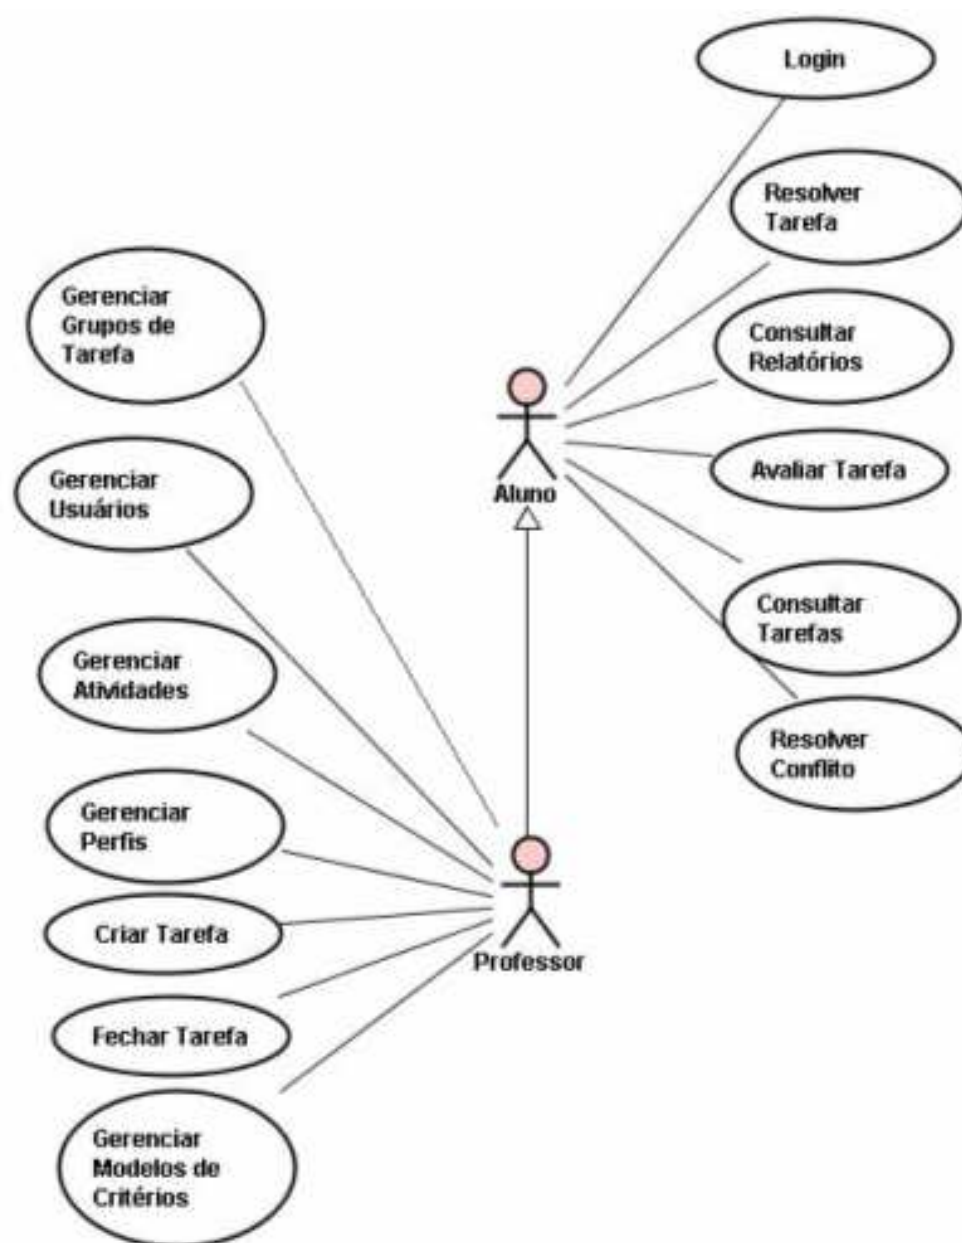 Login
Resolver
Tarefa
Gerenciar
Grupos de
Tarefa
Consultar
Relatórios
Gerenciar
Usuários
Avaliar Tarefa
Aluno
Consultar
Tarefas
Gerenciar
Atividades
Resolver
Conflito
Gerenciar
Perfis
Criar Tarefa
Professor
Fechar Tarefa
Gerenciar
Modelos de
Critérios